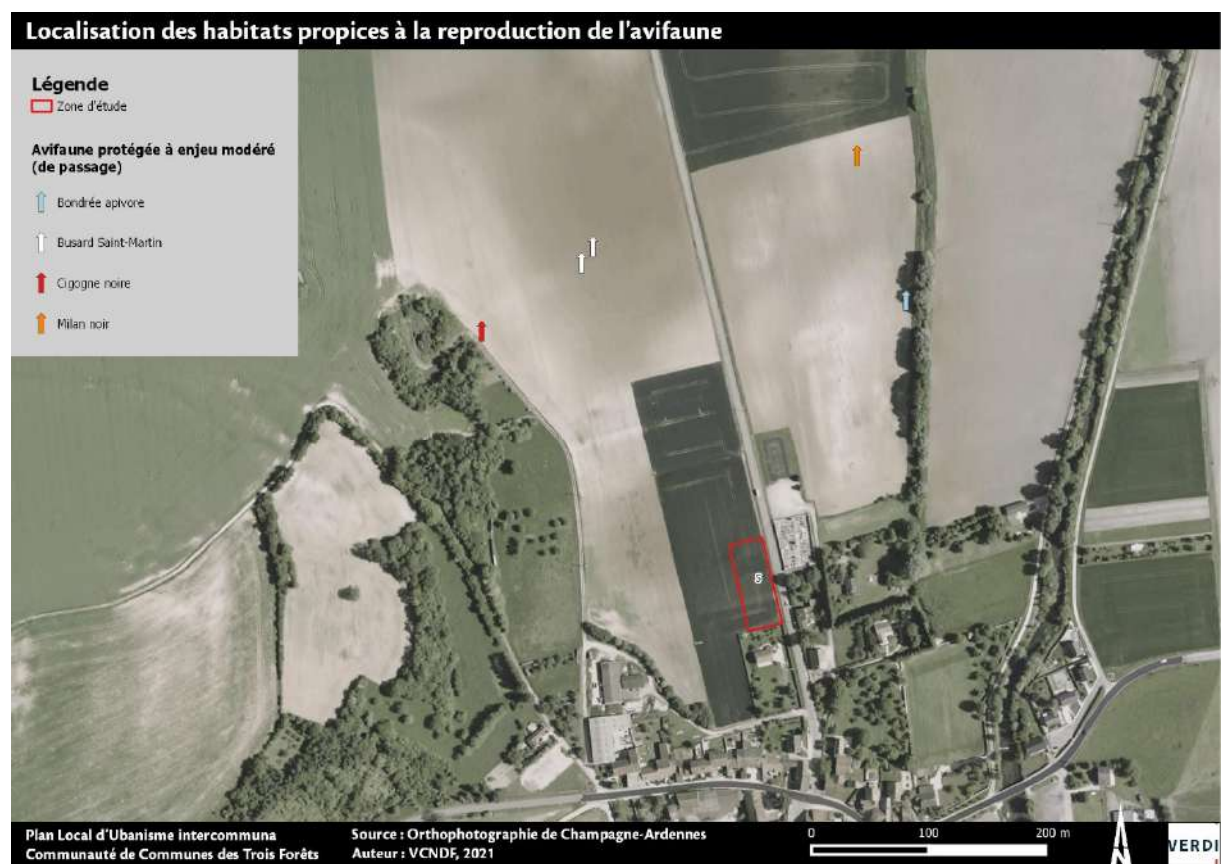 Localisation des habitats propices à la reproduction de l'avifaune
Légende
Zone d'étude
Avifaune protégée à enjeu modéré
(de passage)
Bondrée apivore
Busard Saint-Martin
Cigogne noire
Milan noir
5
Plan Local d'Ubanisme intercommuna
Communauté de Communes des Trois Forêts
Source : Orthophotographie de Champagne-Ardennes
Auteur : VCNDF, 2021
0 100 200 m
VERDI